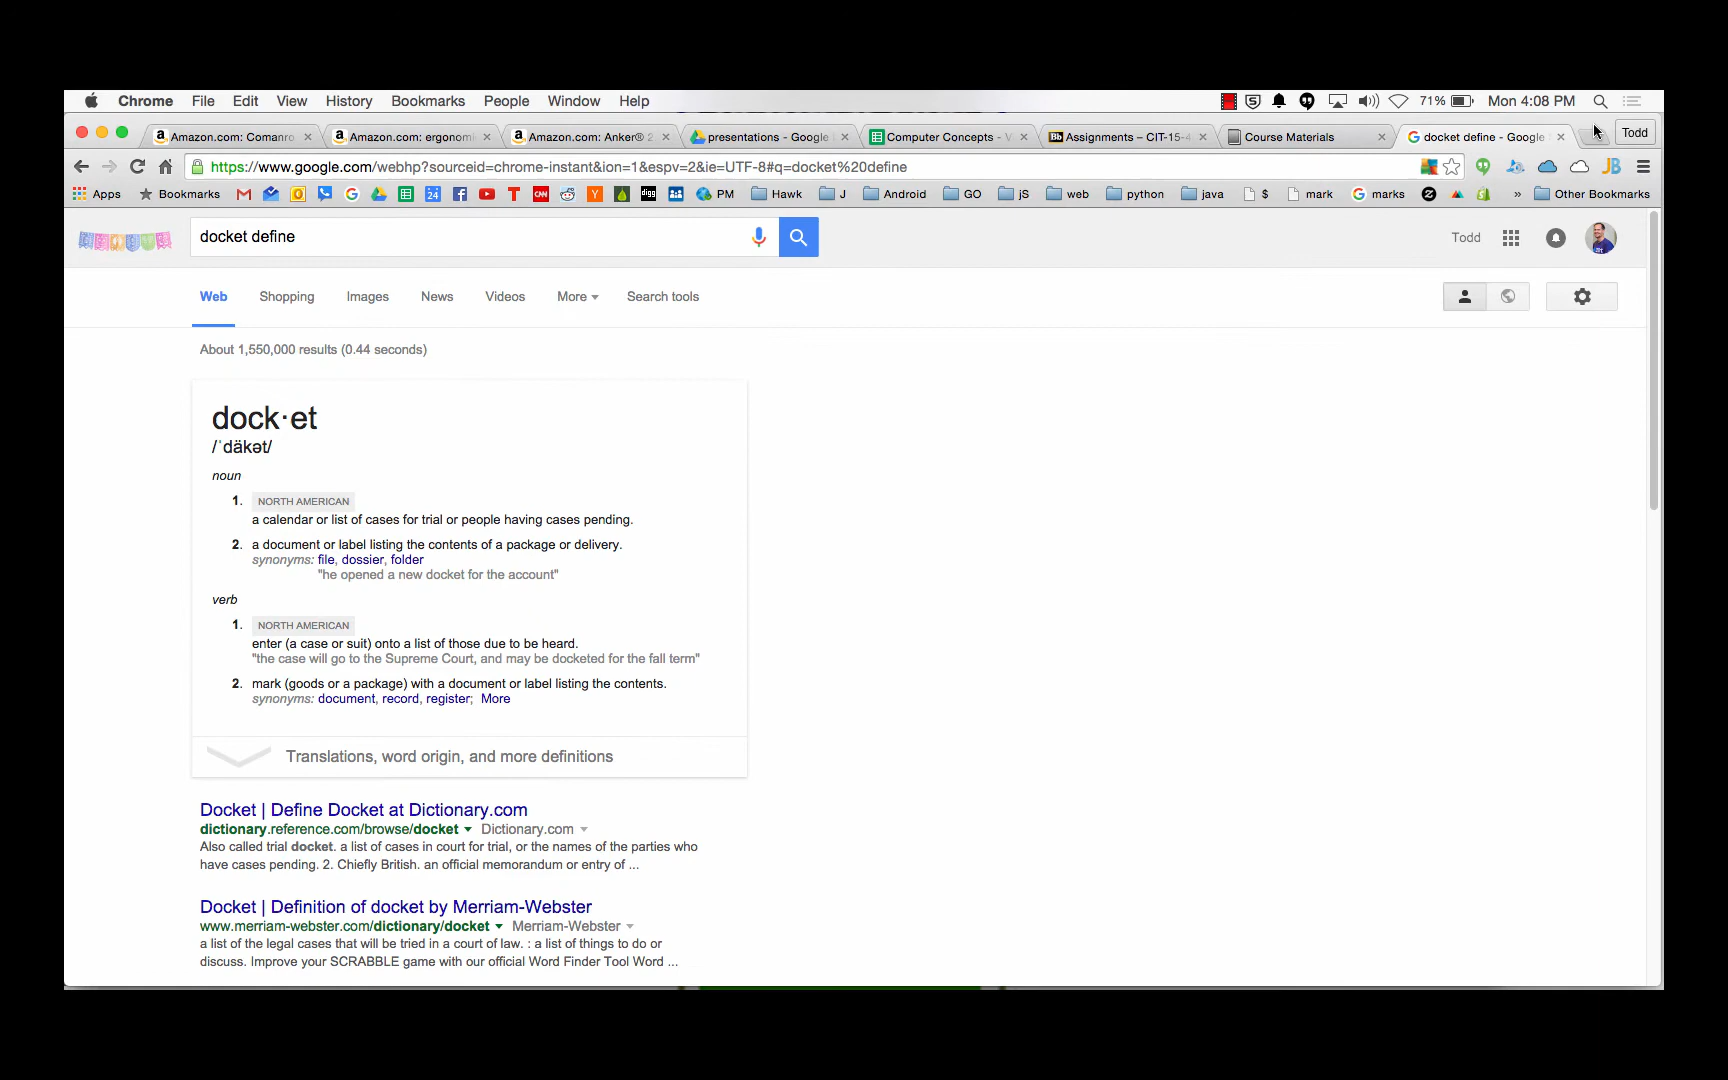 Chrome File Edit View History Bookmarks People Window Help 71% Mon 4:08 PM
Amazon.com: Comanro Amazon.com: ergonomi Amazon.com: Anker® 2 presentations - Google Computer Concepts - V Assignments – CIT-15-4 Course Materials docket define - Google Todd
https://www.google.com/webhp?sourceid=chrome-instant&ion=1&espv=2&ie=UTF-8#q=docket%20define
Apps Bookmarks PM Hawk J Android GO jS web python java $ mark marks » Other Bookmarks
docket define
Todd
Web Shopping Images News Videos More Search tools
About 1,550,000 results (0.44 seconds)
dock·et
/ˈdäkət/
noun
1. NORTH AMERICAN
a calendar or list of cases for trial or people having cases pending.
2. a document or label listing the contents of a package or delivery.
synonyms: file, dossier, folder
"he opened a new docket for the account"
verb
1. NORTH AMERICAN
enter (a case or suit) onto a list of those due to be heard.
"the case will go to the Supreme Court, and may be docketed for the fall term"
2. mark (goods or a package) with a document or label listing the contents.
synonyms: document, record, register; More
Translations, word origin, and more definitions
Docket | Define Docket at Dictionary.com
dictionary.reference.com/browse/docket Dictionary.com
Also called trial docket. a list of cases in court for trial, or the names of the parties who
have cases pending. 2. Chiefly British. an official memorandum or entry of ...
Docket | Definition of docket by Merriam-Webster
www.merriam-webster.com/dictionary/docket Merriam-Webster
a list of the legal cases that will be tried in a court of law. : a list of things to do or
discuss. Improve your SCRABBLE game with our official Word Finder Tool Word ...